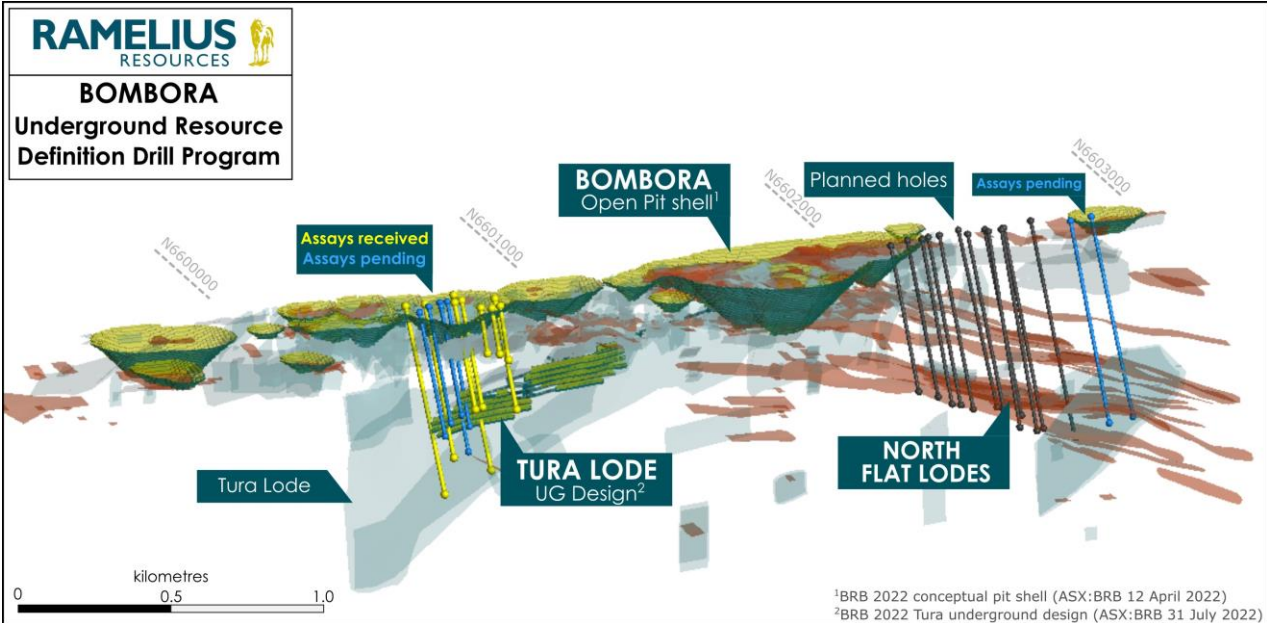 RAMELIUS
RESOURCES
BOMBORA
Underground Resource
Definition Drill Program
N6600000
Assays received
Assays pending
N6601000
BOMBORA
Open Pit shell¹
N6602000
Planned holes
Assays pending
N6603000
Tura Lode
TURA LODE
UG Design²
NORTH
FLAT LODES
kilometres
0 0.5 1.0
¹BRB 2022 conceptual pit shell (ASX:BRB 12 April 2022)
²BRB 2022 Tura underground design (ASX:BRB 31 July 2022)